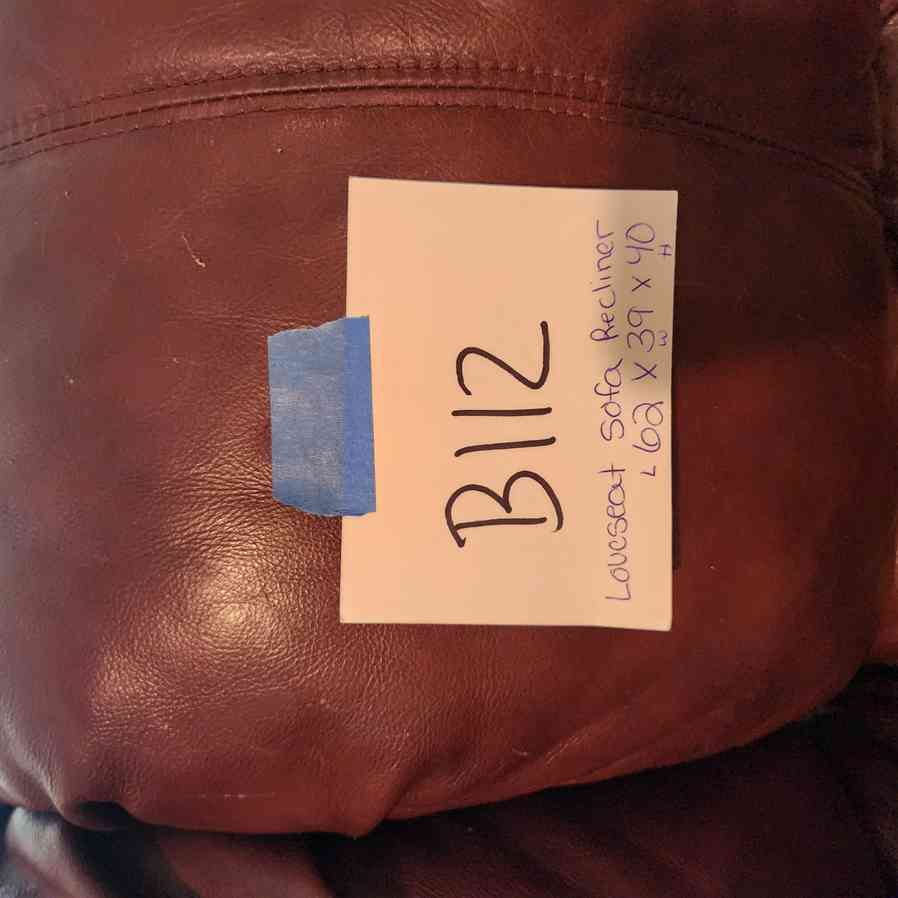 B112
Loveseat Sofa Recliner
L62 x 39 x 40
W H